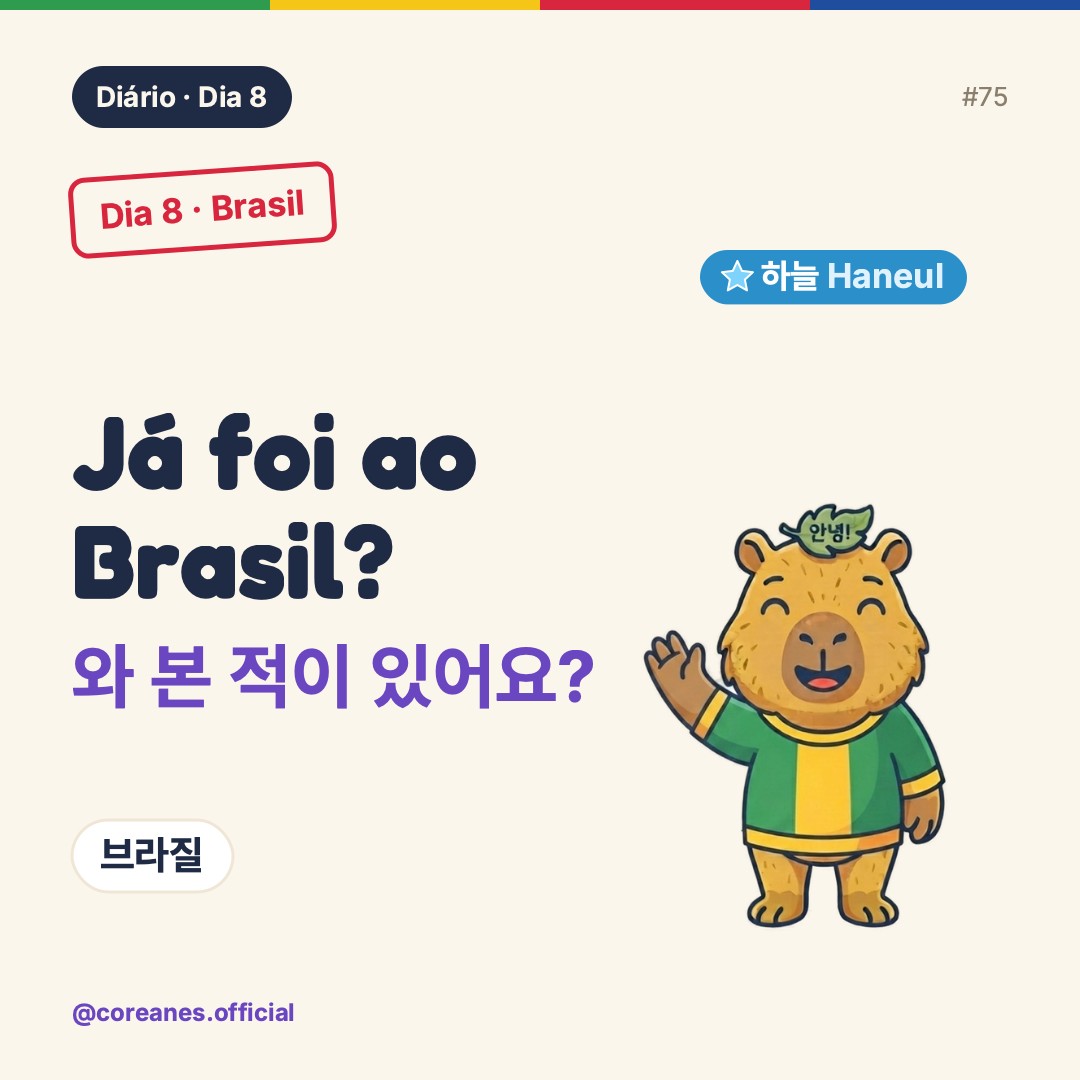 Diário · Dia 8
#75
Dia 8 · Brasil
하늘 Haneul
Já foi ao
Brasil?
와 본 적이 있어요?
안녕!
브라질
@coreanes.official